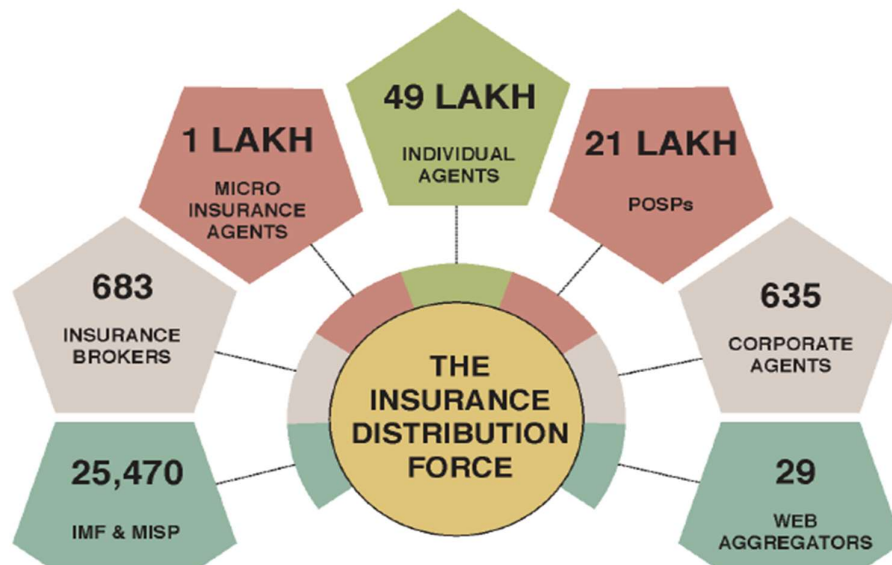 49 LAKH
INDIVIDUAL
AGENTS
1 LAKH
MICRO
INSURANCE
AGENTS
21 LAKH
POSPs
683
INSURANCE
BROKERS
635
CORPORATE
AGENTS
THE
INSURANCE
DISTRIBUTION
FORCE
25,470
IMF & MISP
29
WEB
AGGREGATORS